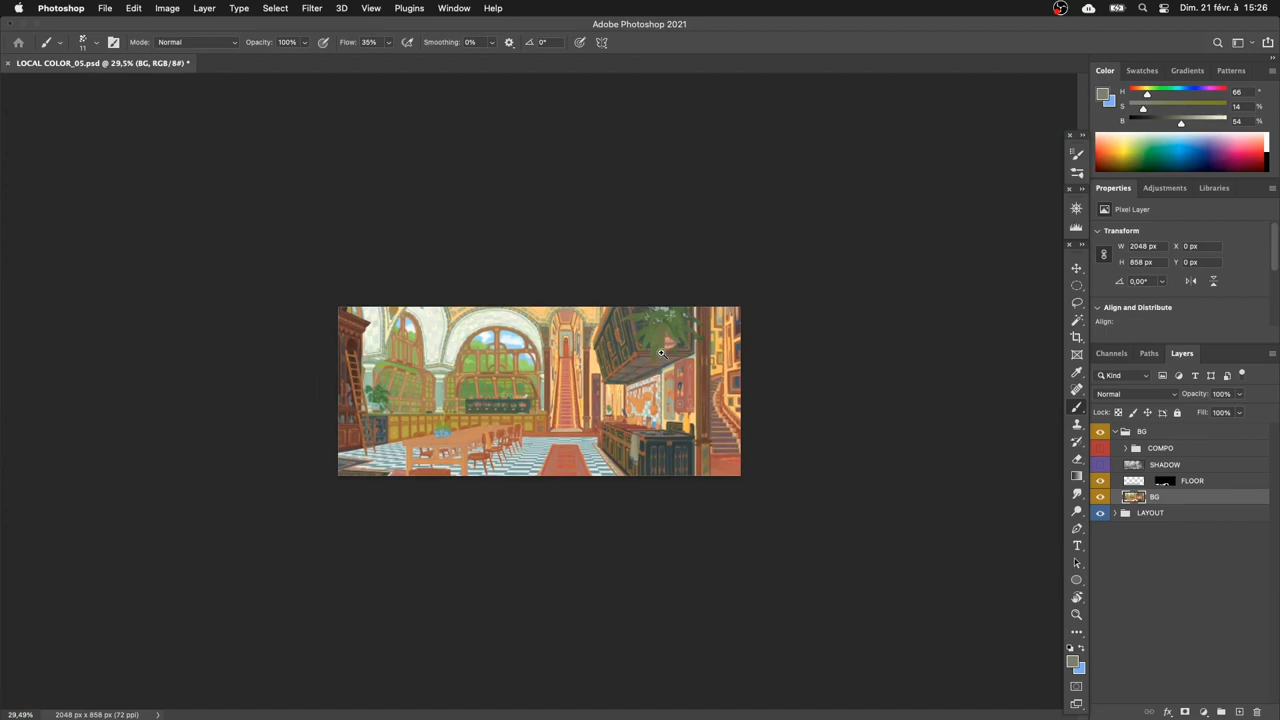 Photoshop File Edit Image Layer Type Select Filter 3D View Plugins Window Help Dim. 21 févr à 15:26
Adobe Photoshop 2021
11 Mode: Normal Opacity: 100% Flow: 35% Smoothing: 0% 0°
LOCAL COLOR_05.psd @ 29,5% (BG, RGB/8#) *
Color Swatches Gradients Patterns
H 66 °
S 14 %
B 54 %
Properties Adjustments Libraries
Pixel Layer
Transform
W 2048 px X 0 px
H 858 px Y 0 px
0,00°
Align and Distribute
Align:
Channels Paths Layers
Kind
Normal Opacity: 100%
Lock: Fill: 100%
BG
COMPO
SHADOW
FLOOR
BG
LAYOUT
29,49% 2048 px x 858 px (72 ppi)